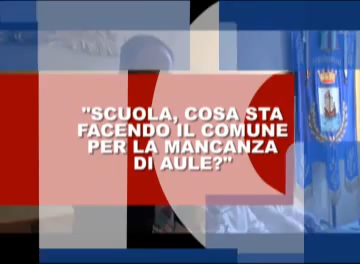 "SCUOLA, COSA STA
FACENDO IL COMUNE
PER LA MANCANZA
DI AULE?"